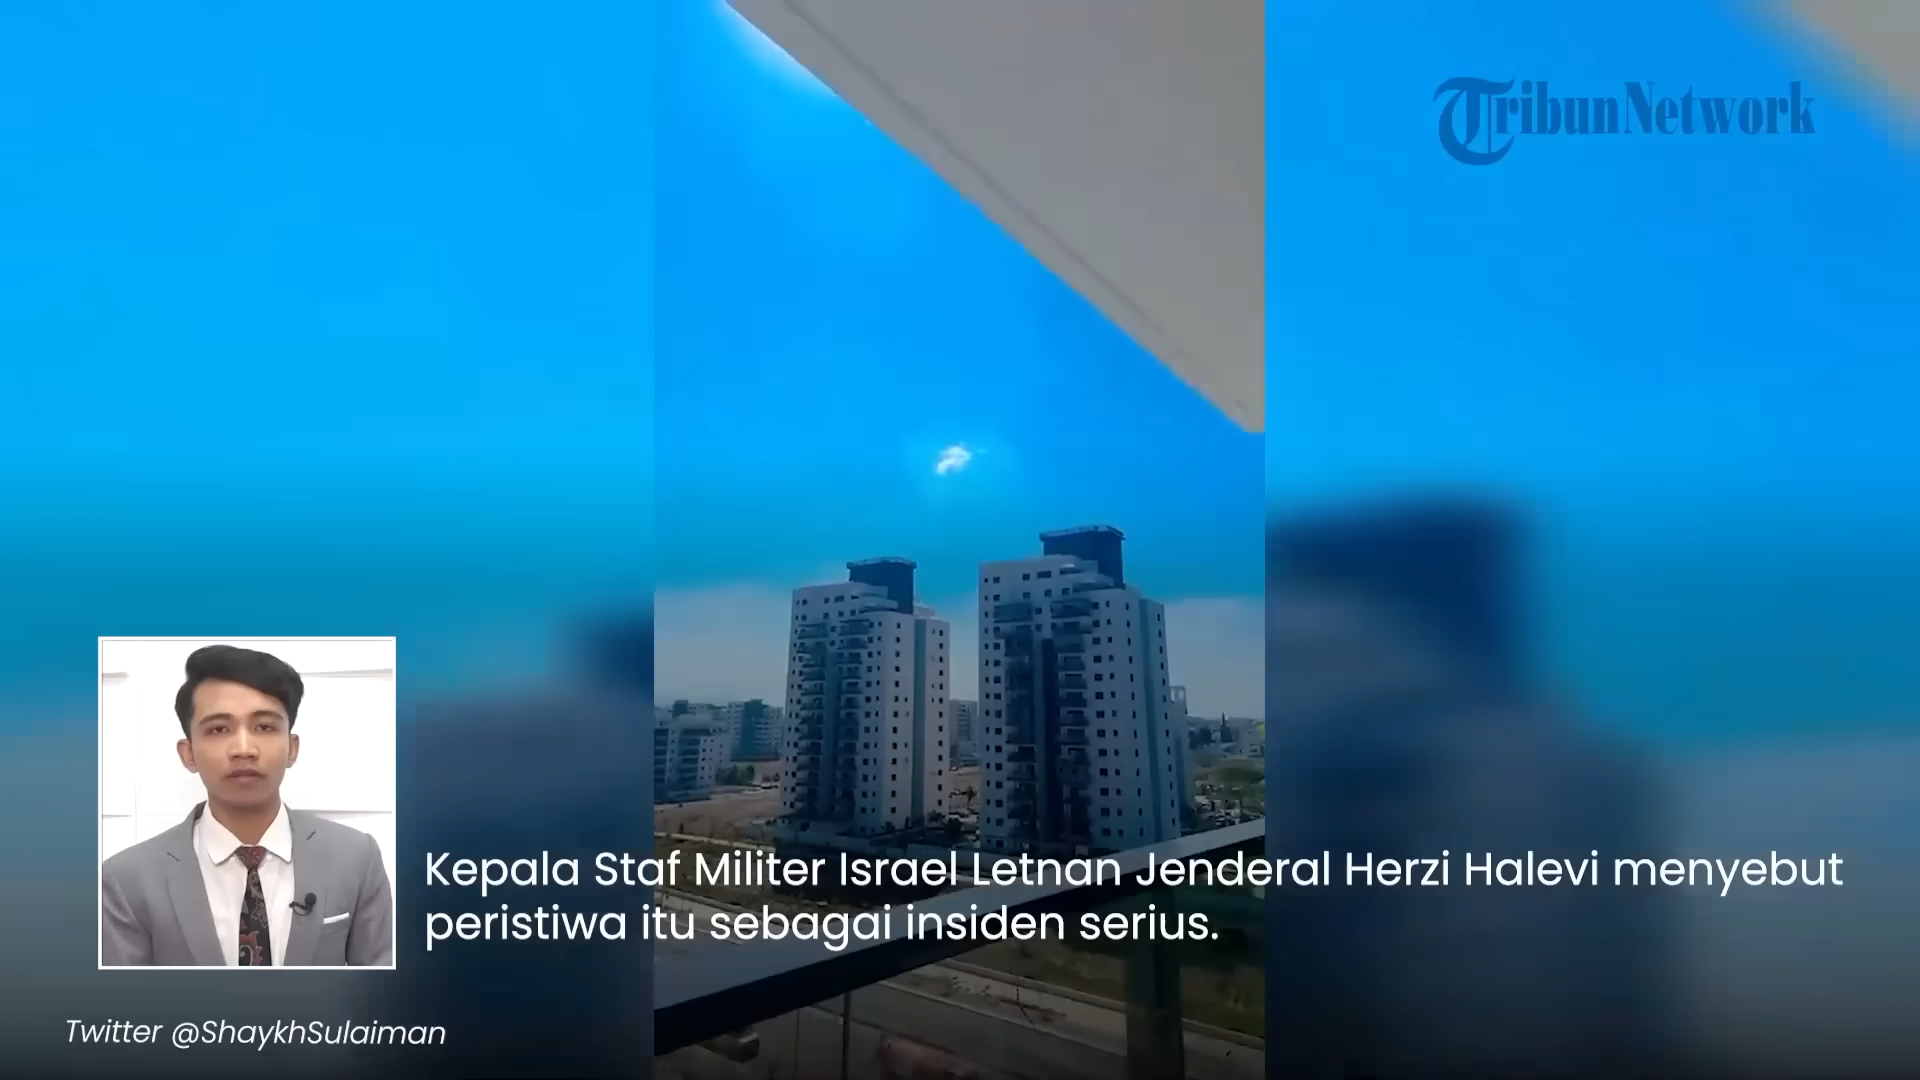 TribunNetwork
Kepala Staf Militer Israel Letnan Jenderal Herzi Halevi menyebut
peristiwa itu sebagai insiden serius.
Twitter @ShaykhSulaiman